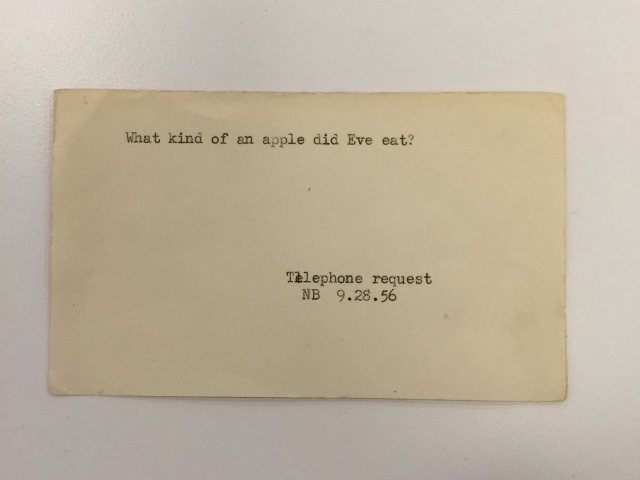 What kind of an apple did Eve eat?
Telephone request
NB 9.28.56